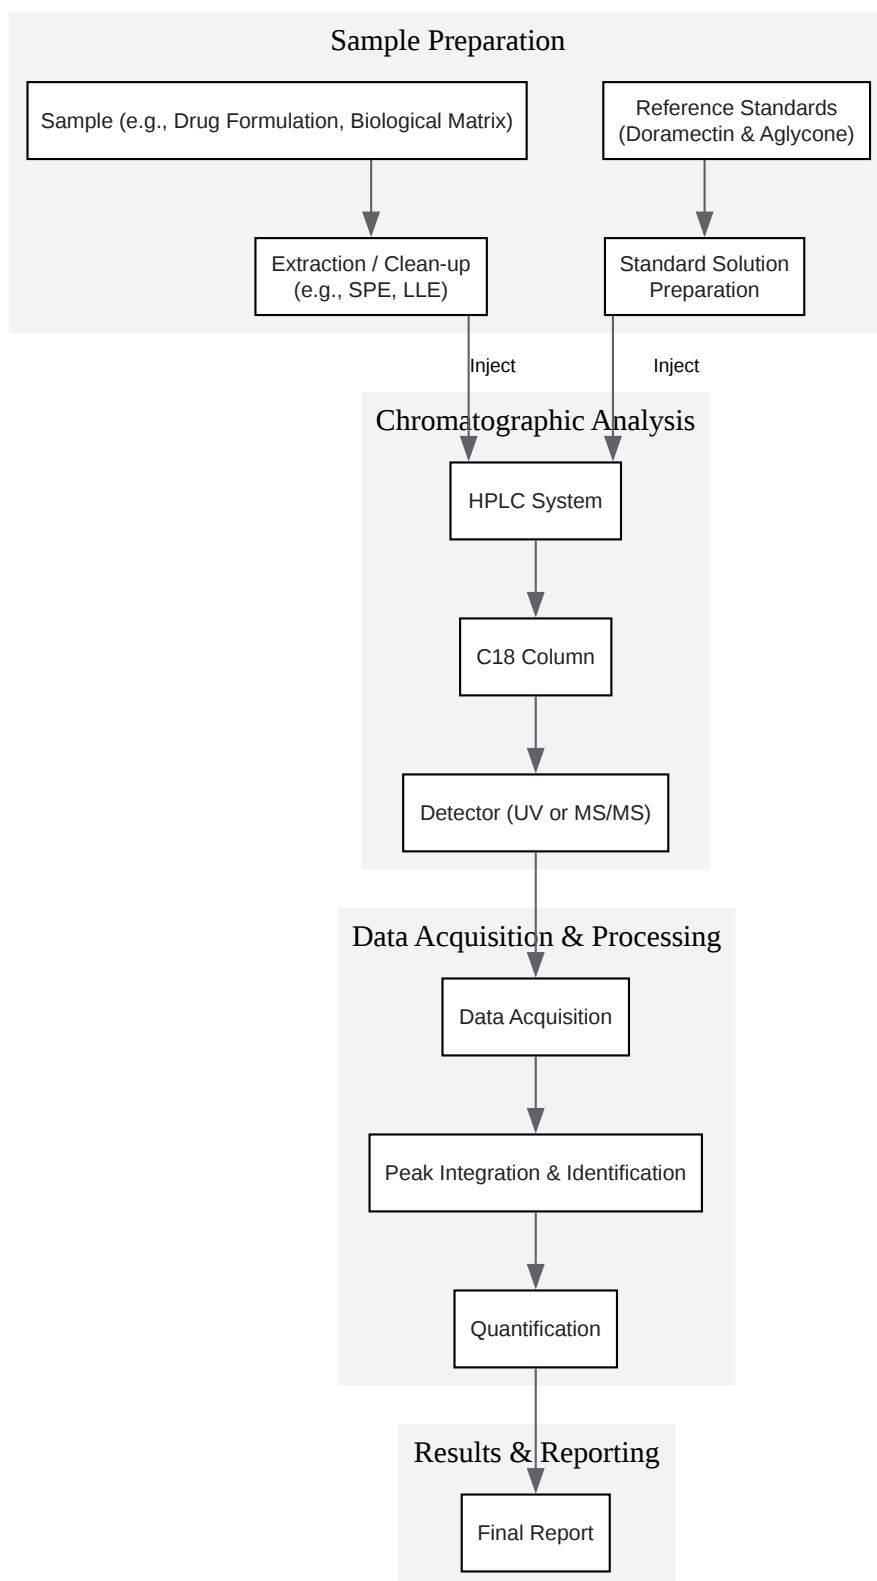 Sample Preparation
Sample (e.g., Drug Formulation, Biological Matrix)
Reference Standards
(Doramectin & Aglycone)
Extraction / Clean-up
(e.g., SPE, LLE)
Standard Solution
Preparation
Inject
Inject
Chromatographic Analysis
HPLC System
C18 Column
Detector (UV or MS/MS)
Data Acquisition & Processing
Data Acquisition
Peak Integration & Identification
Quantification
Results & Reporting
Final Report